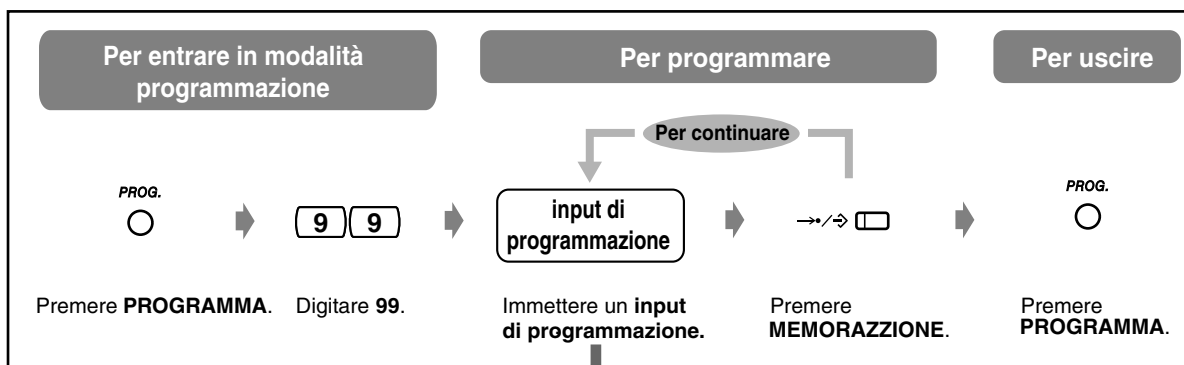 Per entrare in modalità
programmazione
Per programmare
Per uscire
Per continuare
PROG.
9 9
input di
programmazione
PROG.
Premere PROGRAMMA.
Digitare 99.
Immettere un input
di programmazione.
Premere
MEMORAZZIONE.
Premere
PROGRAMMA.